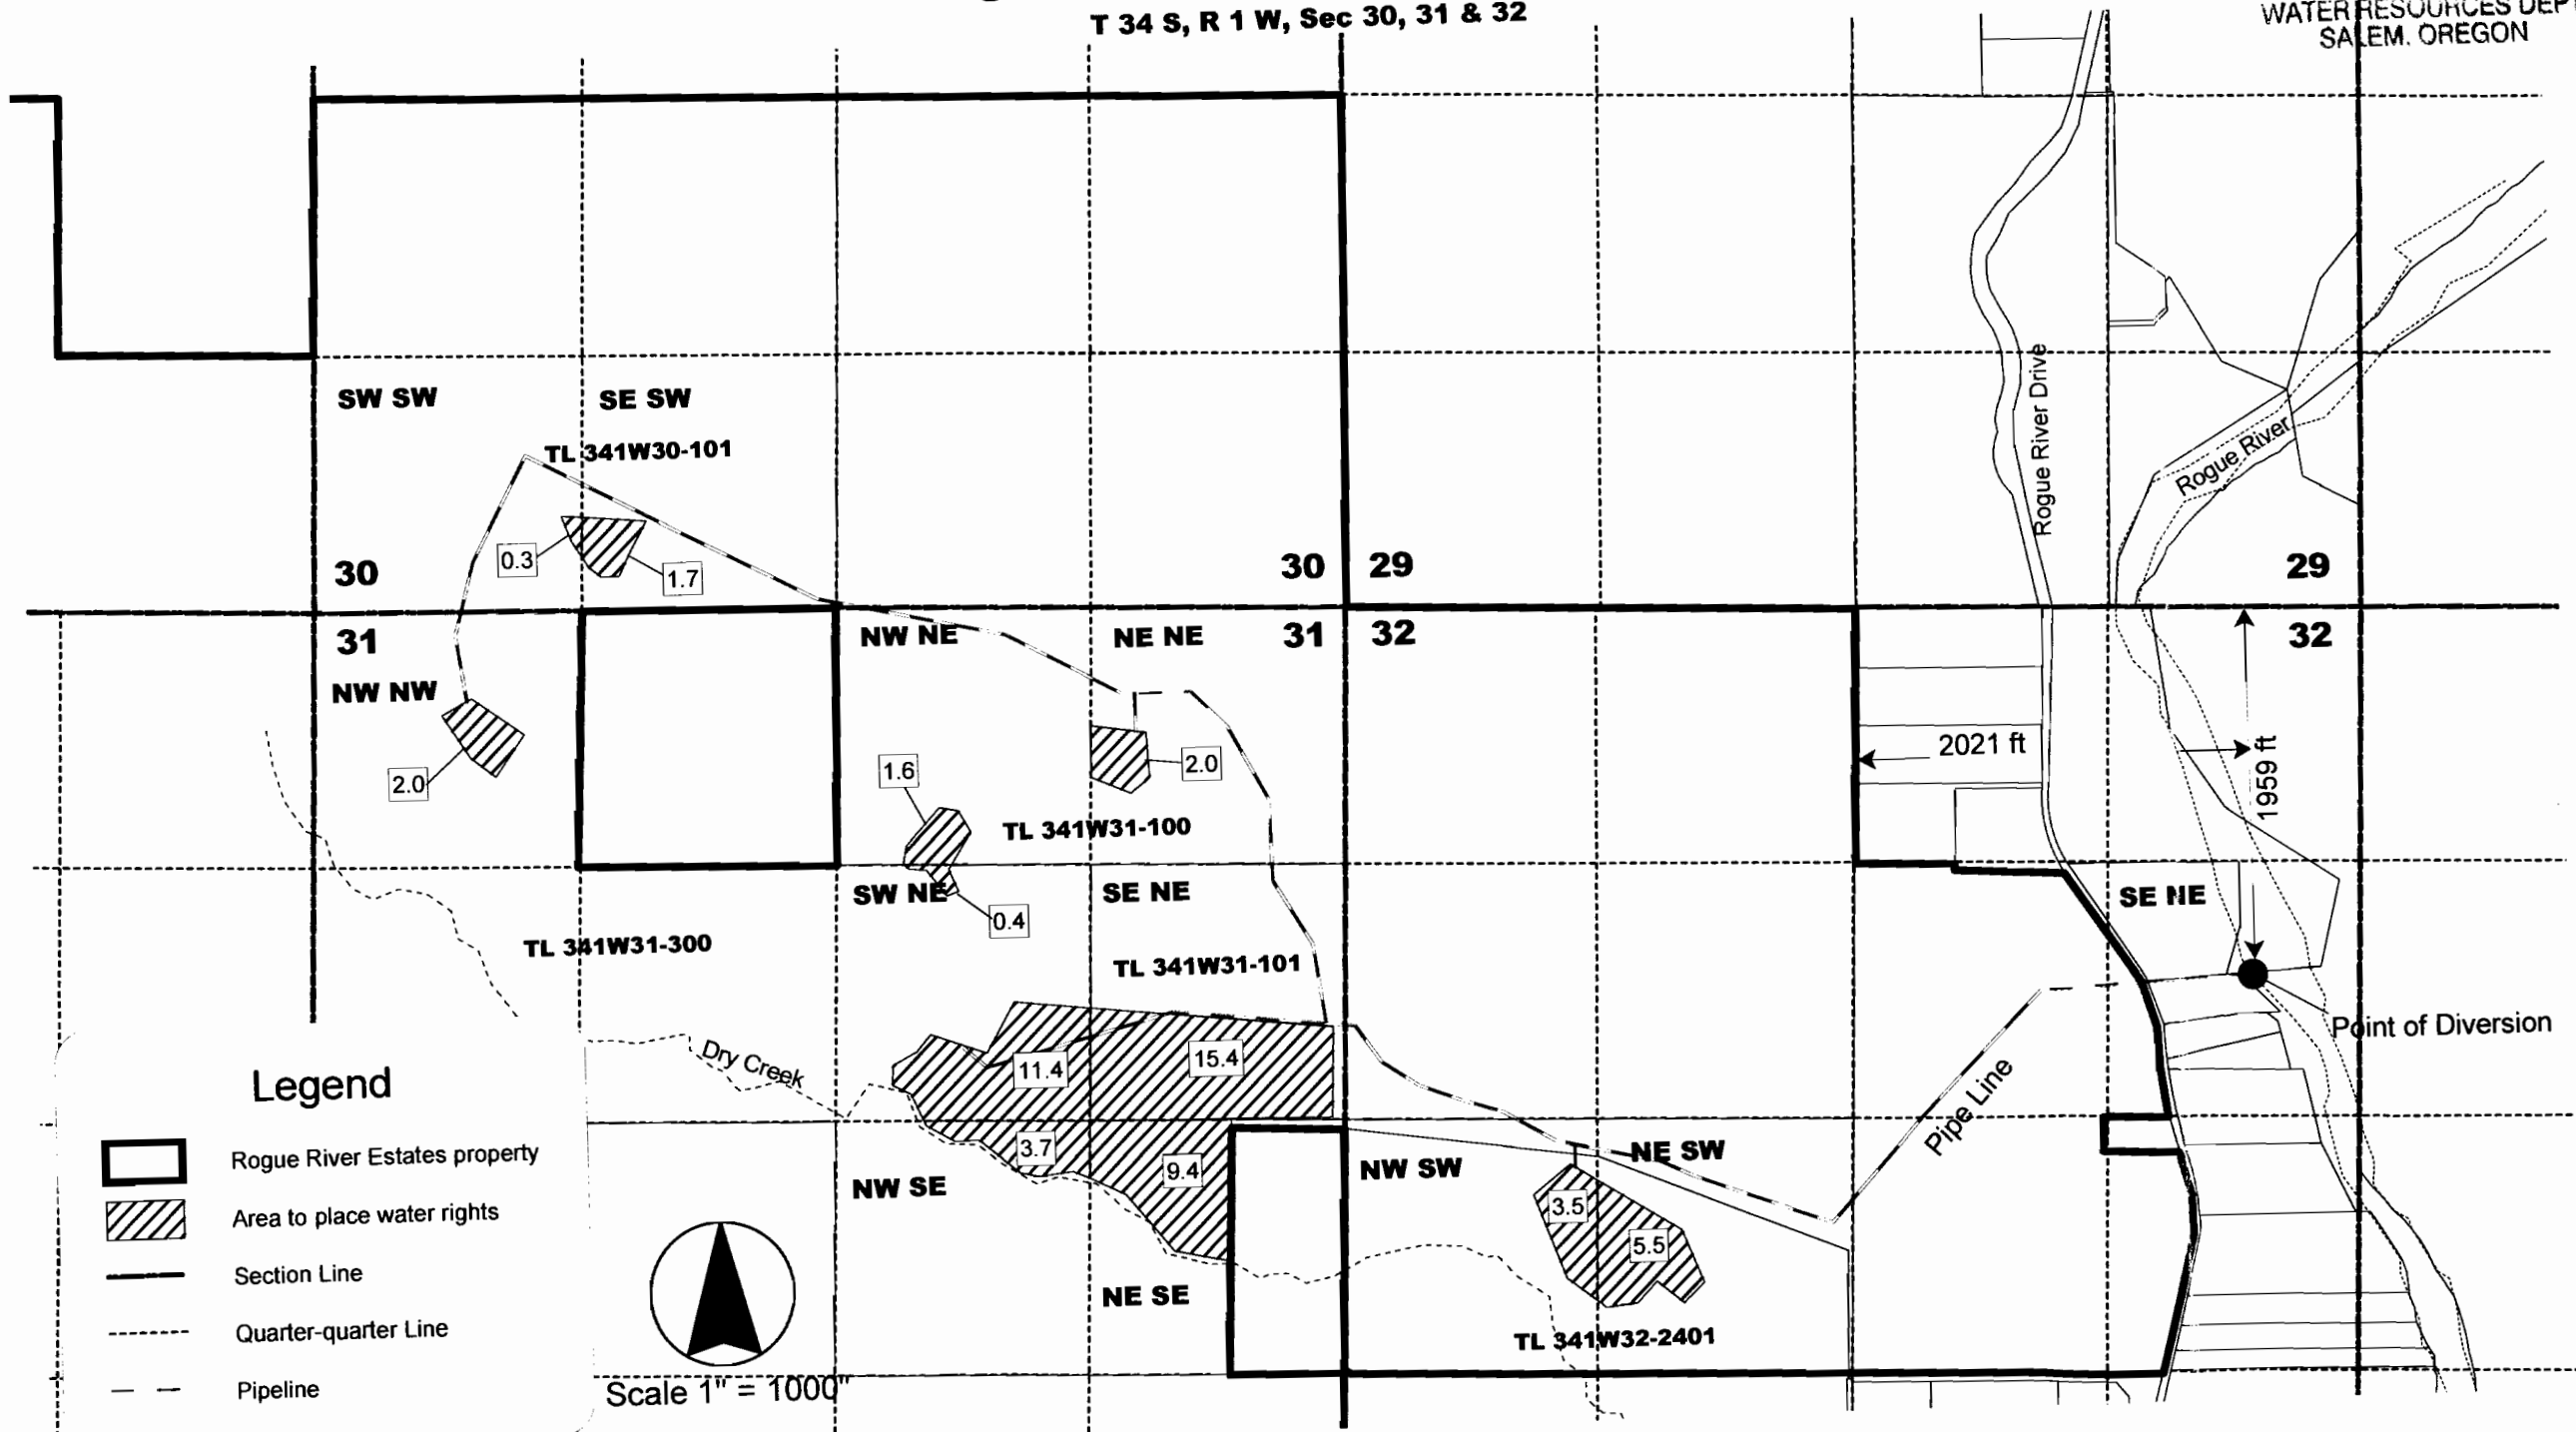 T 34 S, R 1 W, Sec 30, 31 & 32
WATER RESOURCES DEPT
SALEM, OREGON
SW SW
SE SW
TL 341W30-101
Rogue River Drive
Rogue River
0.3
1.7
30
30
29
29
31
NW NE
NE NE
31
32
32
NW NW
2.0
1.6
2.0
2021 ft
1959 ft
TL 341W31-100
SW NE
SE NE
SE NE
0.4
TL 341W31-300
TL 341W31-101
Point of Diversion
Dry Creek
11.4
15.4
Pipe Line
3.7
9.4
NW SE
NW SW
NE SW
3.5
5.5
NE SE
TL 341W32-2401
Legend
Rogue River Estates property
Area to place water rights
Section Line
Quarter-quarter Line
Pipeline
Scale 1" = 1000"